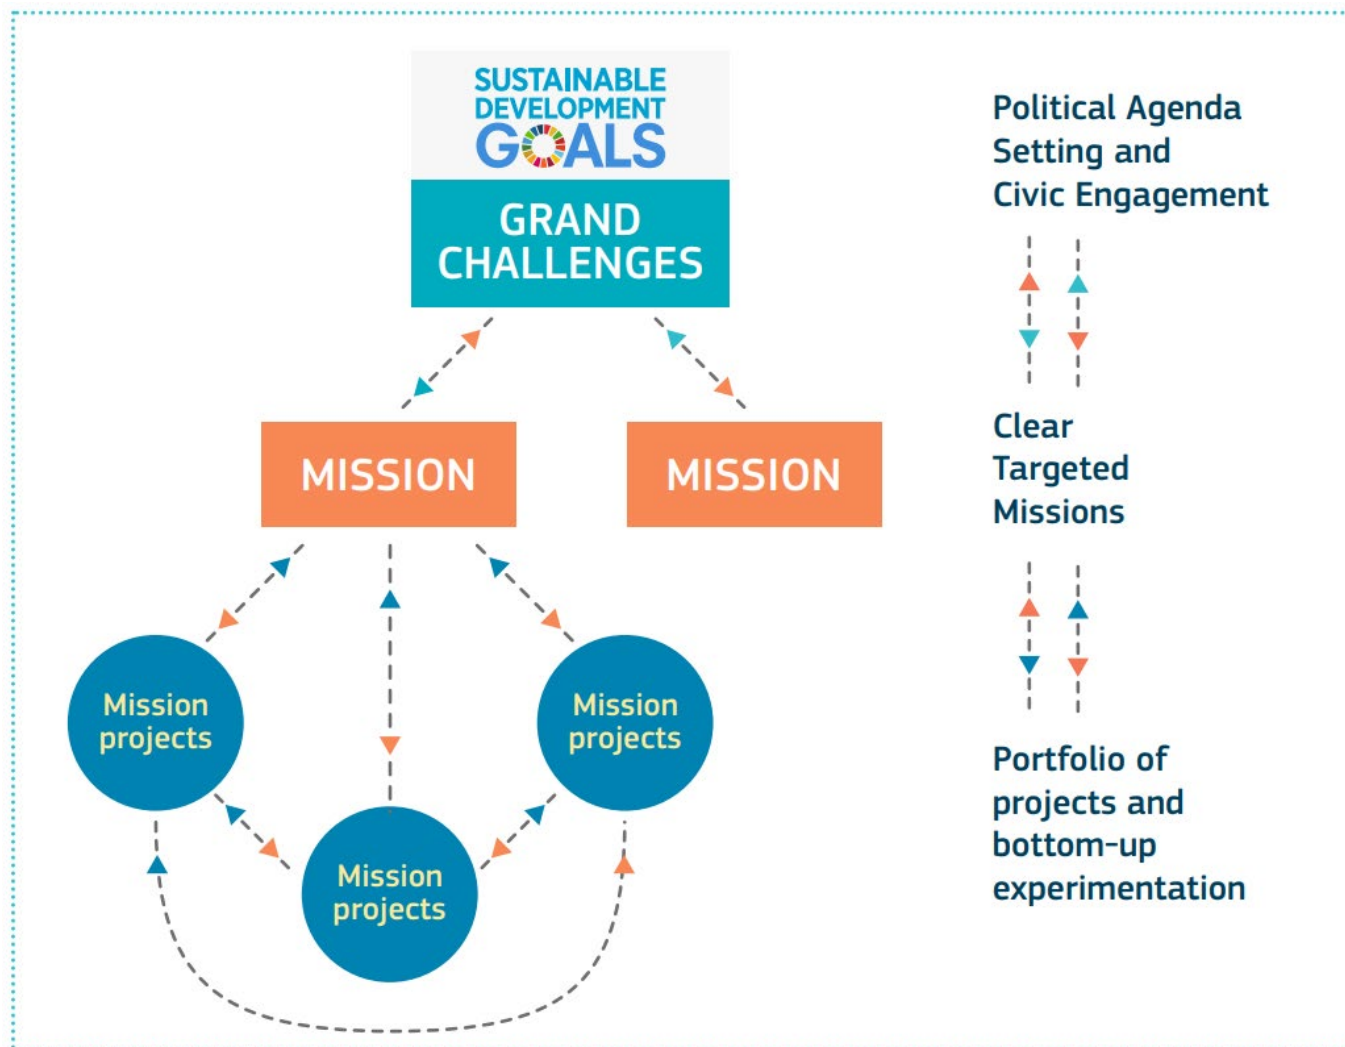 SUSTAINABLE
DEVELOPMENT
GOALS
GRAND
CHALLENGES
MISSION
MISSION
Mission
projects
Mission
projects
Mission
projects
Political Agenda
Setting and
Civic Engagement
Clear
Targeted
Missions
Portfolio of
projects and
bottom-up
experimentation